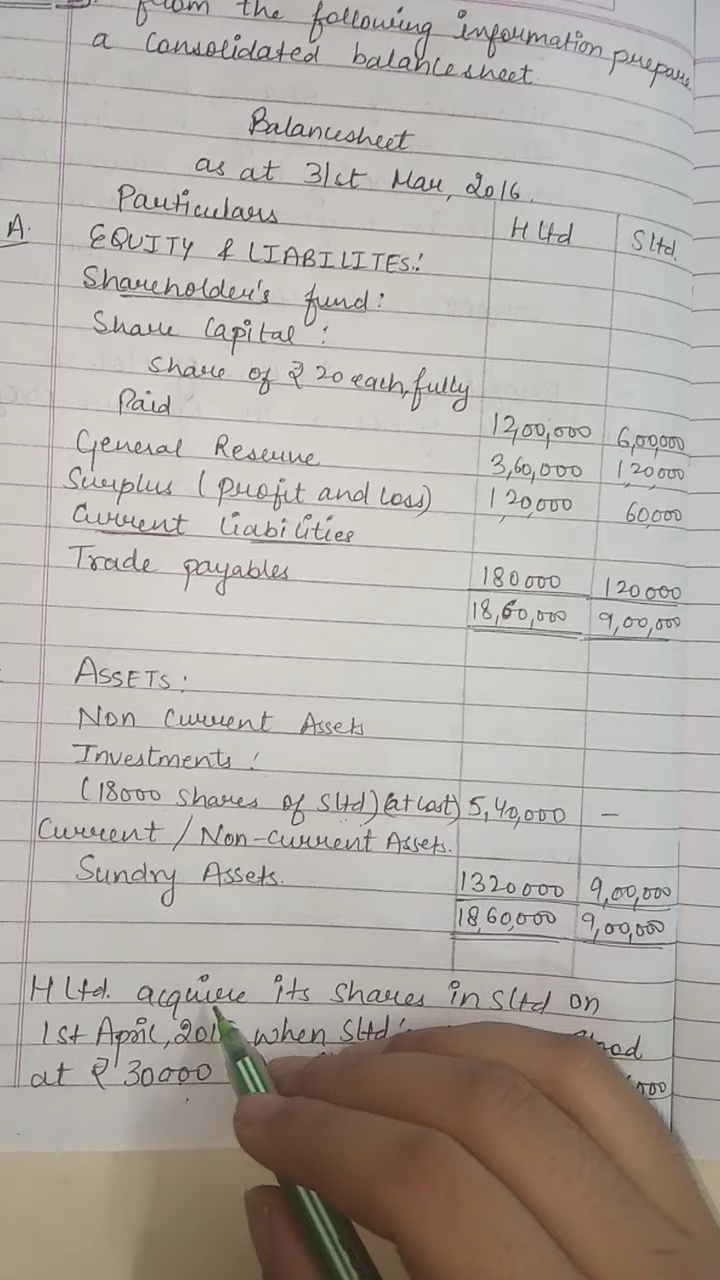 from the following information prepare
a consolidated balancesheet.
Balancesheet
as at 31st Mar, 2016.
Particulars H Ltd S Ltd.
A. EQUITY & LIABILITES:
Shareholder's fund:
Share Capital:
Share of ₹ 20 each, fully
Paid 12,00,000 6,00,000
General Reserve 3,60,000 1,20,000
Surplus (profit and loss) 1,20,000 60,000
Current liabilities
Trade payables 180000 120000
18,60,000 9,00,000
ASSETS:
Non Current Assets
Investments:
(18000 shares of S Ltd) (at cost) 5,40,000 -
Current / Non-current Assets.
Sundry Assets. 1320000 9,00,000
18,60,000 9,00,000
H Ltd. acquire its shares in S Ltd on
1st April, when S Ltd
at ₹ 30000